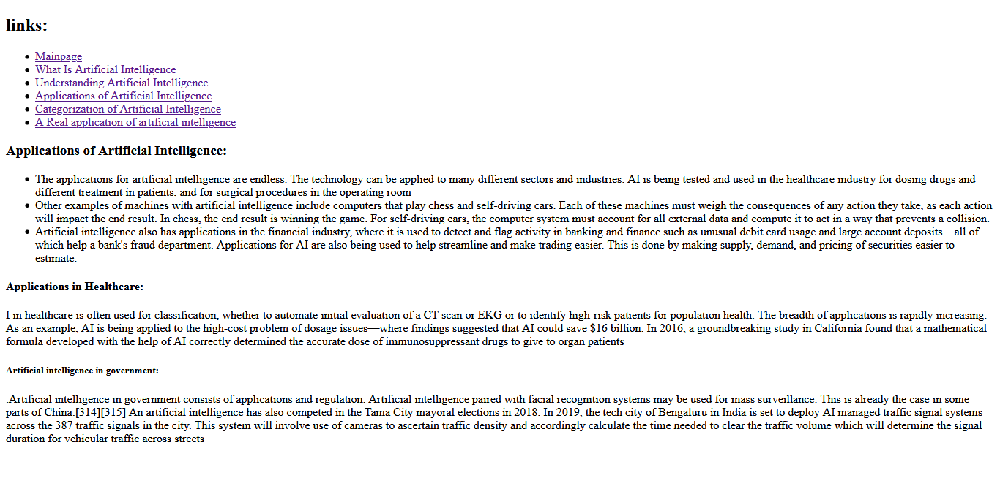 links:
Mainpage
What Is Artificial Intelligence
Understanding Artificial Intelligence
Applications of Artificial Intelligence
Categorization of Artificial Intelligence
A Real application of artificial intelligence
Applications of Artificial Intelligence:
The applications for artificial intelligence are endless. The technology can be applied to many different sectors and industries. AI is being tested and used in the healthcare industry for dosing drugs and
different treatment in patients, and for surgical procedures in the operating room
Other examples of machines with artificial intelligence include computers that play chess and self-driving cars. Each of these machines must weigh the consequences of any action they take, as each action
will impact the end result. In chess, the end result is winning the game. For self-driving cars, the computer system must account for all external data and compute it to act in a way that prevents a collision.
Artificial intelligence also has applications in the financial industry, where it is used to detect and flag activity in banking and finance such as unusual debit card usage and large account deposits—all of
which help a bank's fraud department. Applications for AI are also being used to help streamline and make trading easier. This is done by making supply, demand, and pricing of securities easier to
estimate.
Applications in Healthcare:
I in healthcare is often used for classification, whether to automate initial evaluation of a CT scan or EKG or to identify high-risk patients for population health. The breadth of applications is rapidly increasing.
As an example, AI is being applied to the high-cost problem of dosage issues—where findings suggested that AI could save $16 billion. In 2016, a groundbreaking study in California found that a mathematical
formula developed with the help of AI correctly determined the accurate dose of immunosuppressant drugs to give to organ patients
Artificial intelligence in government:
.Artificial intelligence in government consists of applications and regulation. Artificial intelligence paired with facial recognition systems may be used for mass surveillance. This is already the case in some
parts of China.[314][315] An artificial intelligence has also competed in the Tama City mayoral elections in 2018. In 2019, the tech city of Bengaluru in India is set to deploy AI managed traffic signal systems
across the 387 traffic signals in the city. This system will involve use of cameras to ascertain traffic density and accordingly calculate the time needed to clear the traffic volume which will determine the signal
duration for vehicular traffic across streets